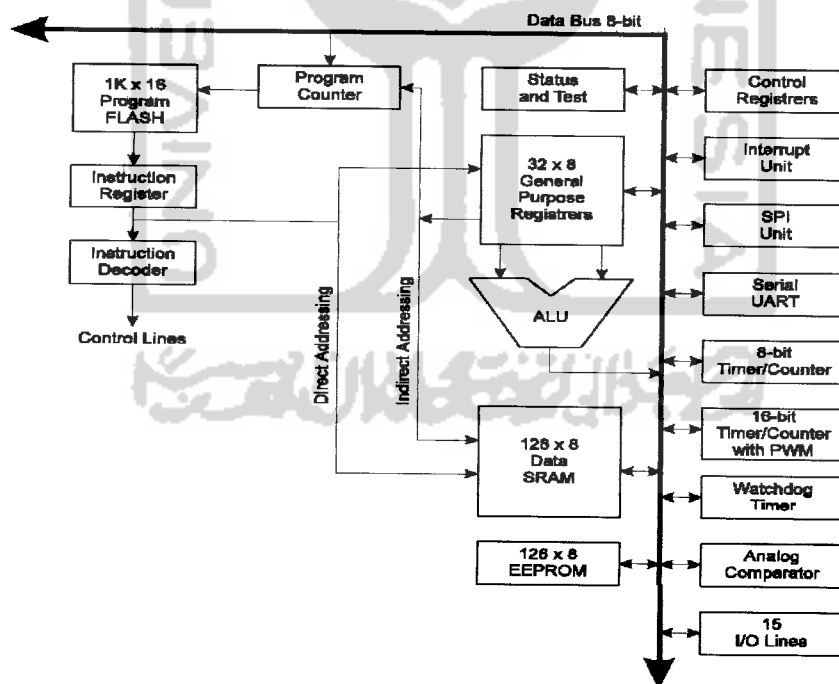 Data Bus 8-bit
1K x 16
Program
FLASH
Program
Counter
Status
and Test
Control
Registrers
Instruction
Register
32 x 8
General
Purpose
Registrers
Interrupt
Unit
SPI
Unit
Instruction
Decoder
Serial
UART
Control Lines
Direct Addressing
Indirect Addressing
ALU
8-bit
Timer/Counter
128 x 8
Data
SRAM
16-bit
Timer/Counter
with PWM
Watchdog
Timer
128 x 8
EEPROM
Analog
Comparator
15
I/O Lines